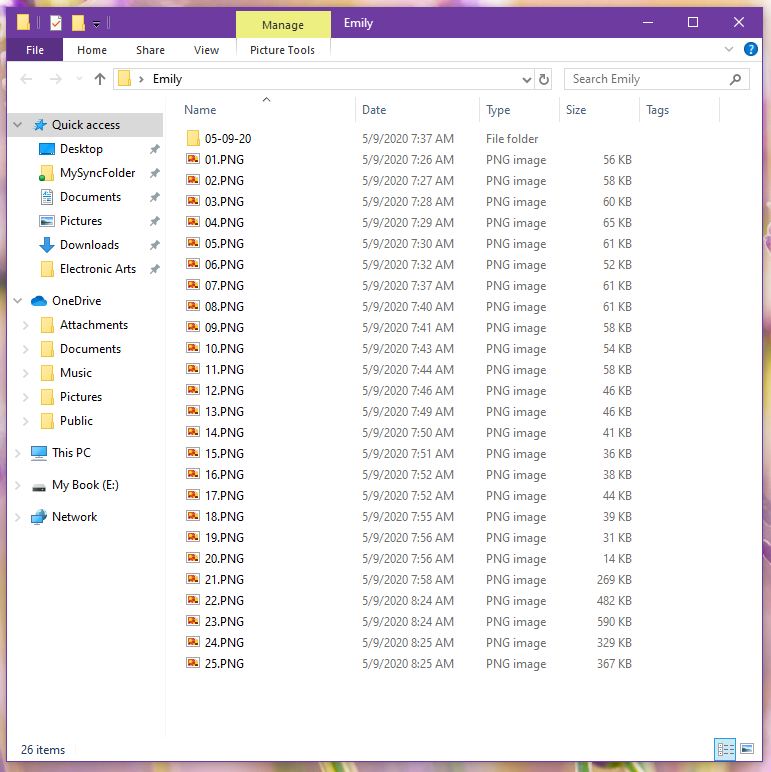 Manage
Emily
File
Home
Share
View
Picture Tools
Emily
Search Emily
Name
Date
Type
Size
Tags
Quick access
Desktop
MySyncFolder
Documents
Pictures
Downloads
Electronic Arts
OneDrive
Attachments
Documents
Music
Pictures
Public
This PC
My Book (E:)
Network
05-09-20 5/9/2020 7:37 AM File folder
01.PNG 5/9/2020 7:26 AM PNG image 56 KB
02.PNG 5/9/2020 7:27 AM PNG image 58 KB
03.PNG 5/9/2020 7:28 AM PNG image 60 KB
04.PNG 5/9/2020 7:29 AM PNG image 65 KB
05.PNG 5/9/2020 7:30 AM PNG image 61 KB
06.PNG 5/9/2020 7:32 AM PNG image 52 KB
07.PNG 5/9/2020 7:37 AM PNG image 61 KB
08.PNG 5/9/2020 7:40 AM PNG image 61 KB
09.PNG 5/9/2020 7:41 AM PNG image 58 KB
10.PNG 5/9/2020 7:43 AM PNG image 54 KB
11.PNG 5/9/2020 7:44 AM PNG image 58 KB
12.PNG 5/9/2020 7:46 AM PNG image 46 KB
13.PNG 5/9/2020 7:49 AM PNG image 46 KB
14.PNG 5/9/2020 7:50 AM PNG image 41 KB
15.PNG 5/9/2020 7:51 AM PNG image 36 KB
16.PNG 5/9/2020 7:52 AM PNG image 38 KB
17.PNG 5/9/2020 7:52 AM PNG image 44 KB
18.PNG 5/9/2020 7:55 AM PNG image 39 KB
19.PNG 5/9/2020 7:56 AM PNG image 31 KB
20.PNG 5/9/2020 7:56 AM PNG image 14 KB
21.PNG 5/9/2020 7:58 AM PNG image 269 KB
22.PNG 5/9/2020 8:24 AM PNG image 482 KB
23.PNG 5/9/2020 8:24 AM PNG image 590 KB
24.PNG 5/9/2020 8:25 AM PNG image 329 KB
25.PNG 5/9/2020 8:25 AM PNG image 367 KB
26 items